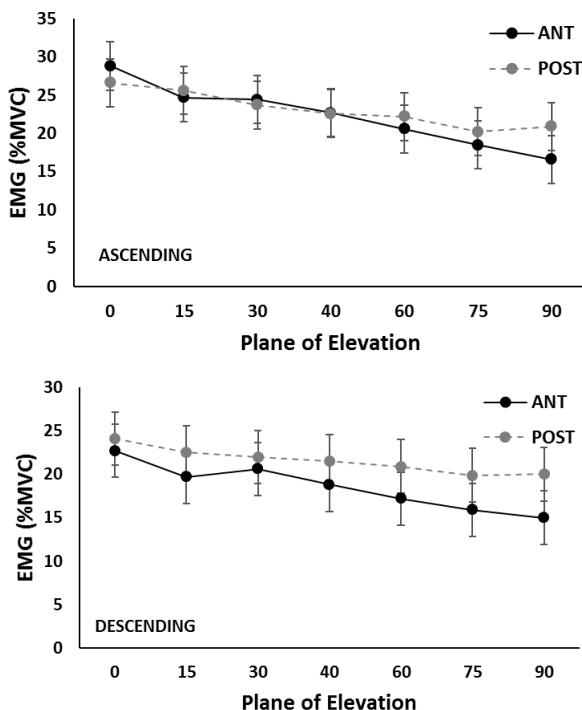 35
30
25
20
15
10
5
0
EMG (%MVC)
ANT
POST
ASCENDING
0 15 30 40 60 75 90
Plane of Elevation
30
25
20
15
10
5
0
EMG (%MVC)
ANT
POST
DESCENDING
0 15 30 40 60 75 90
Plane of Elevation